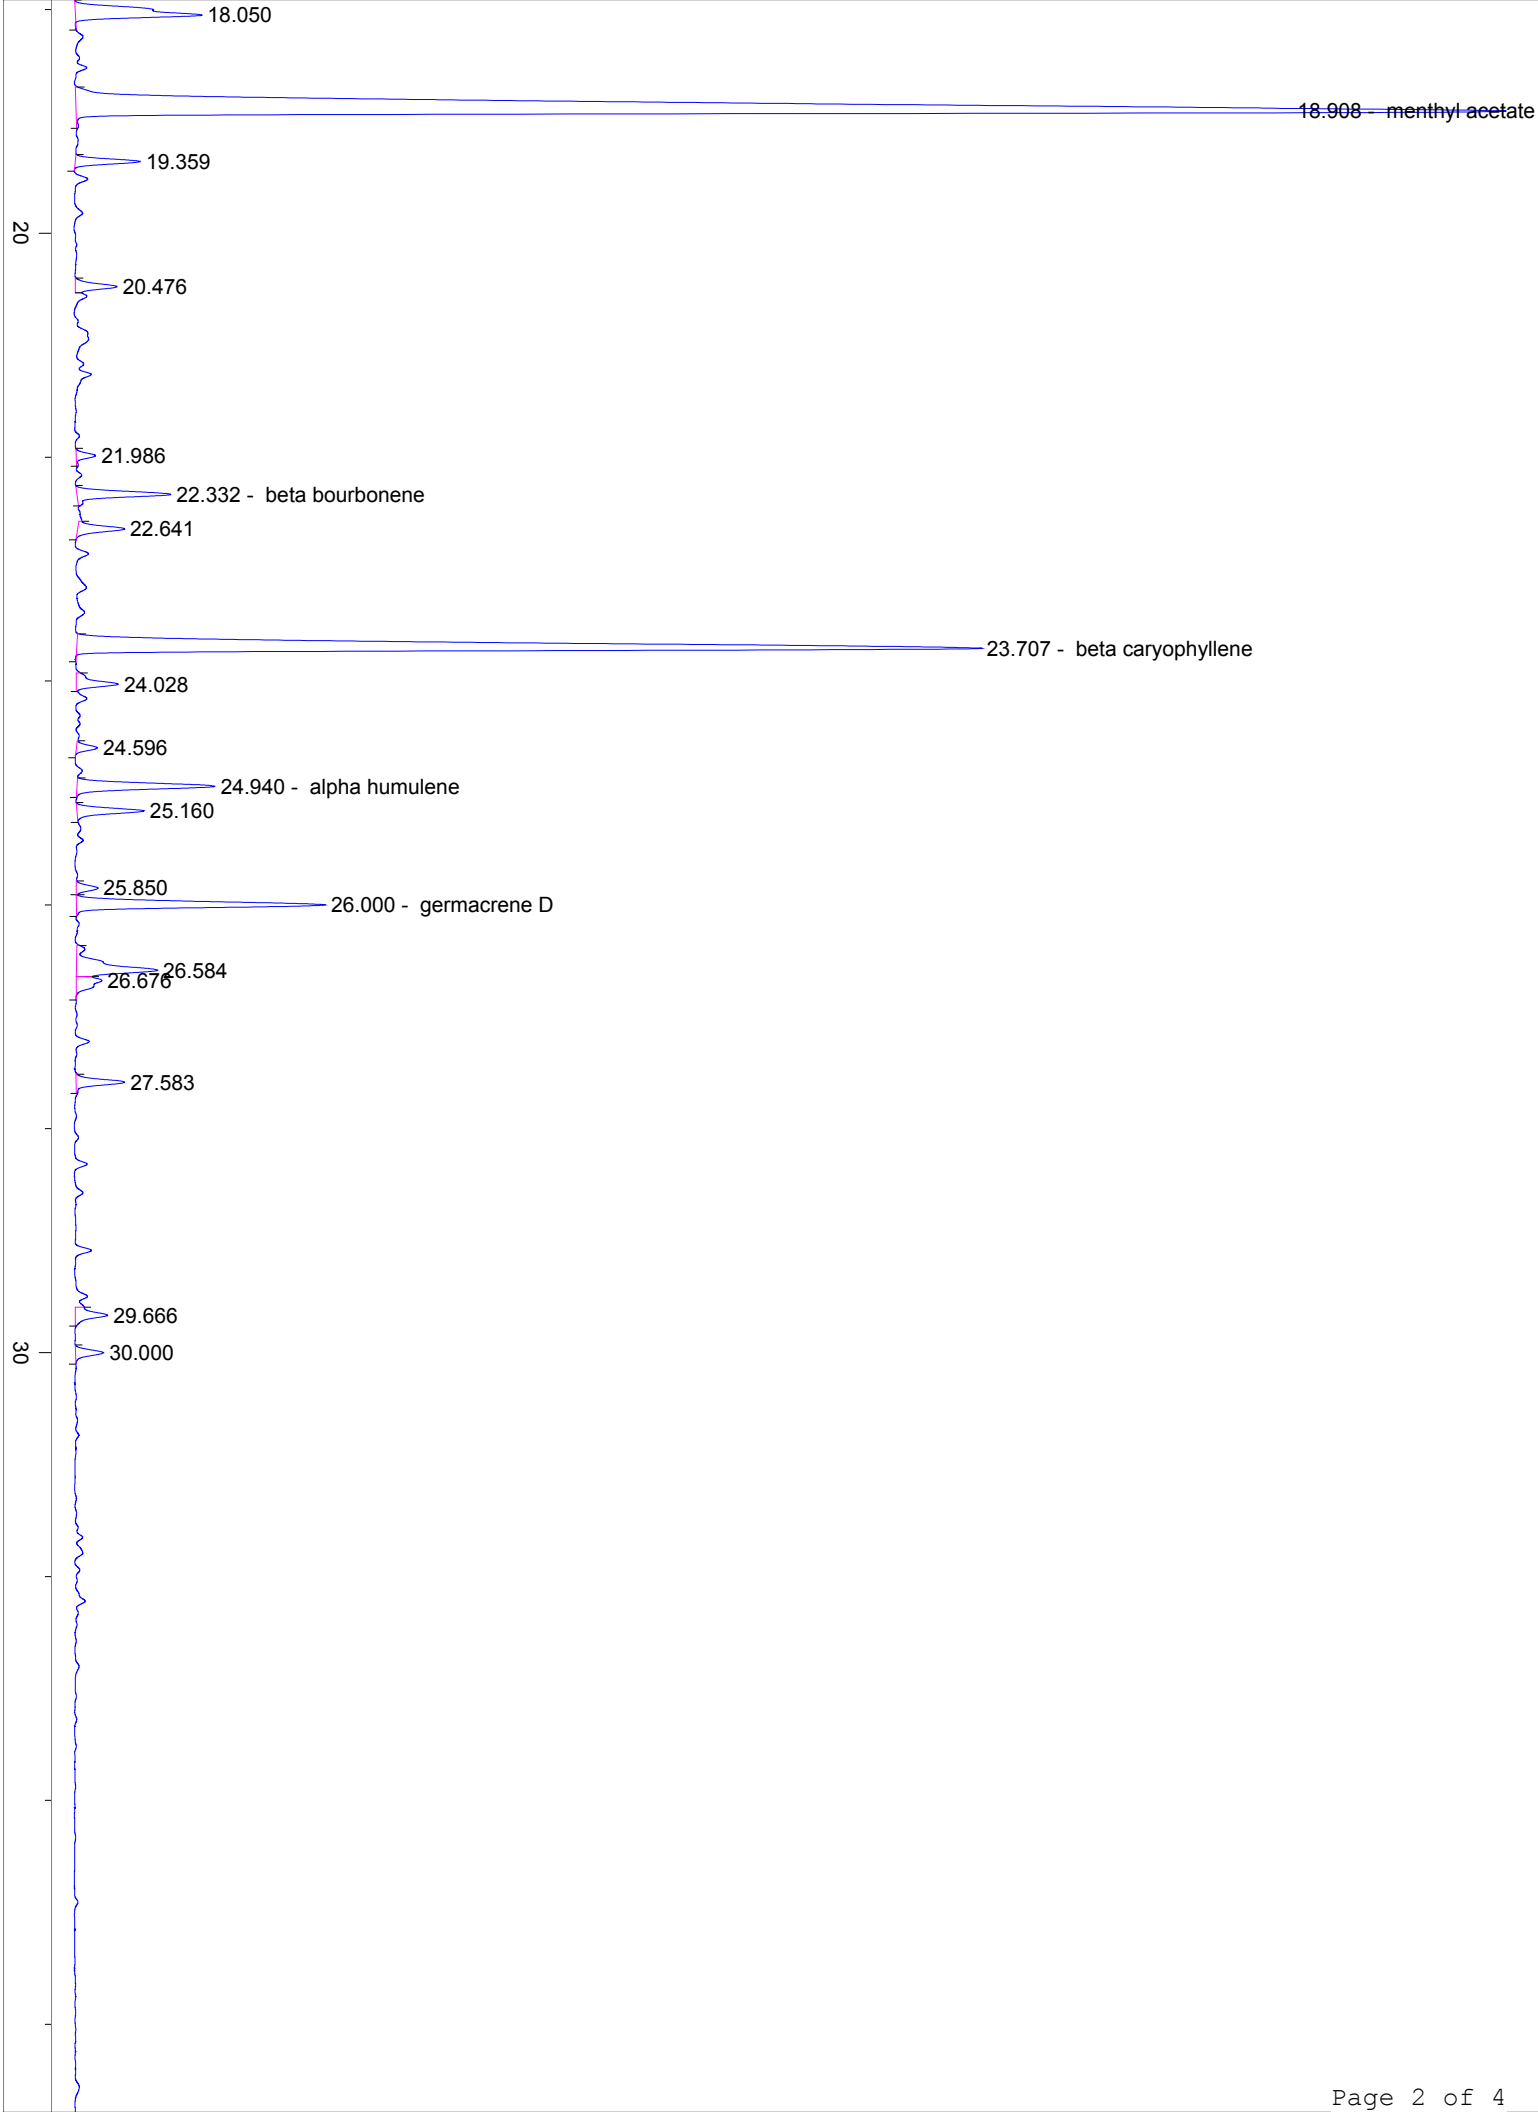 18.050
18.908 - menthyl acetate
19.359
20
20.476
21.986
22.332 - beta bourbonene
22.641
23.707 - beta caryophyllene
24.028
24.596
24.940 - alpha humulene
25.160
25.850
26.000 - germacrene D
26.584
26.676
27.583
29.666
30
30.000
Page 2 of 4